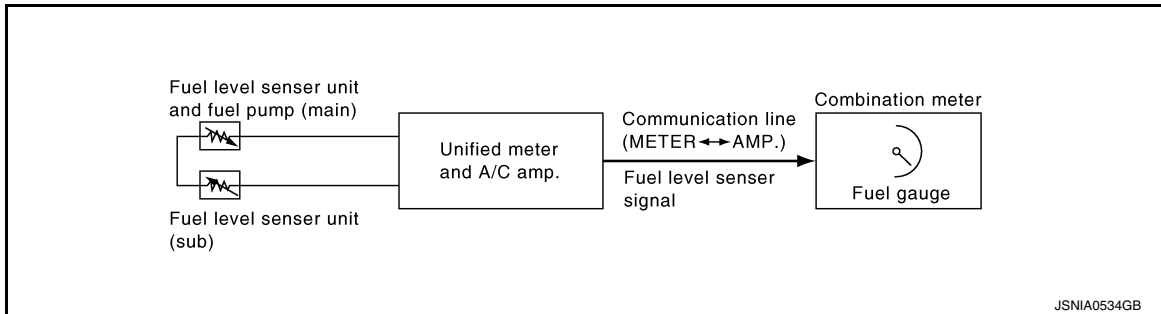 Fuel level senser unit
and fuel pump (main)
Fuel level senser unit
(sub)
Unified meter
and A/C amp.
Communication line
(METER↔AMP.)
Fuel level senser
signal
Combination meter
Fuel gauge
JSNIA0534GB